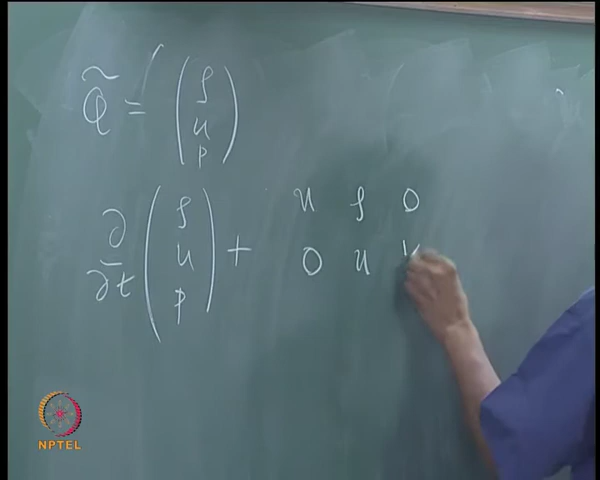 Q̃ = ( ρ
u
p )
∂/∂t ( ρ u p ) +
u ρ 0
0 u
NPTEL